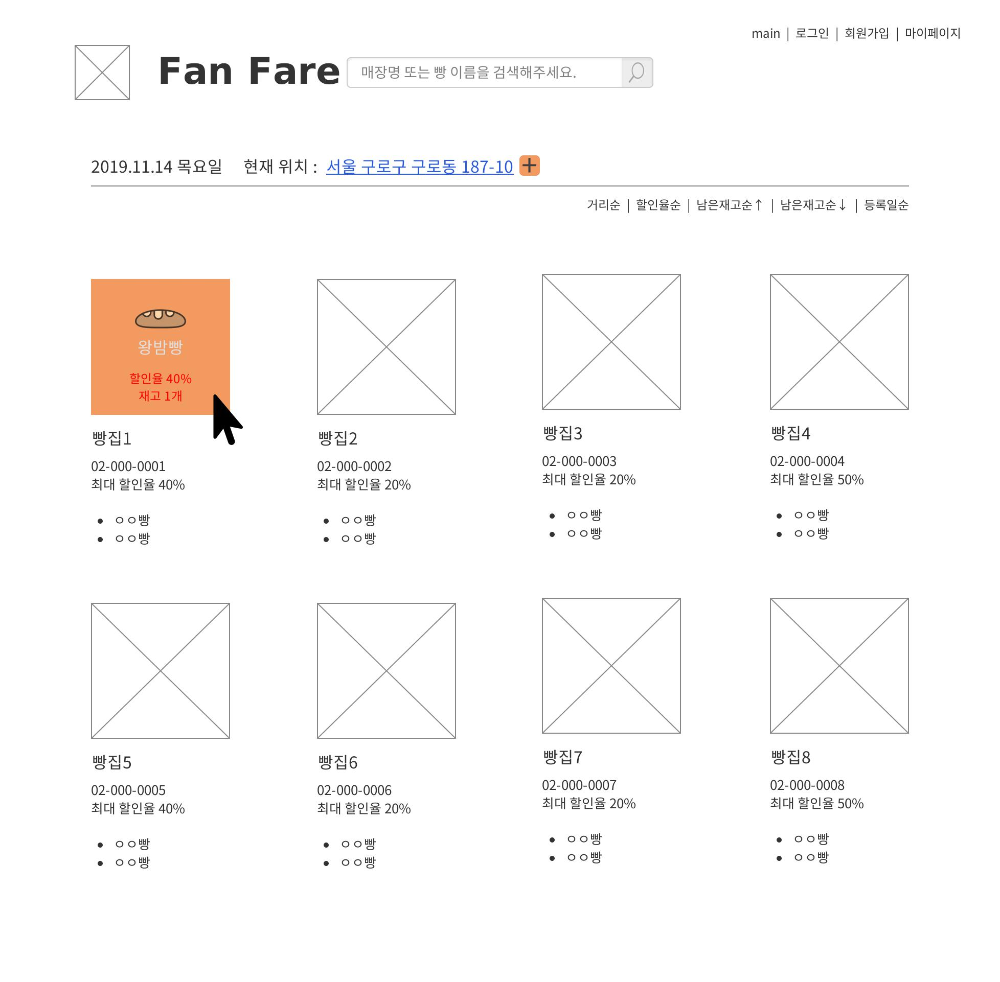 main | 로그인 | 회원가입 | 마이페이지
Fan Fare
매장명 또는 빵 이름을 검색해주세요.
2019.11.14 목요일 현재 위치 : 서울 구로구 구로동 187-10 +
거리순 | 할인율순 | 남은재고순↑ | 남은재고순↓ | 등록일순
왕밤빵
할인율 40%
재고 1개
빵집1
02-000-0001
최대 할인율 40%
• ㅇㅇ빵
• ㅇㅇ빵
빵집2
02-000-0002
최대 할인율 20%
• ㅇㅇ빵
• ㅇㅇ빵
빵집3
02-000-0003
최대 할인율 20%
• ㅇㅇ빵
• ㅇㅇ빵
빵집4
02-000-0004
최대 할인율 50%
• ㅇㅇ빵
• ㅇㅇ빵
빵집5
02-000-0005
최대 할인율 40%
• ㅇㅇ빵
• ㅇㅇ빵
빵집6
02-000-0006
최대 할인율 20%
• ㅇㅇ빵
• ㅇㅇ빵
빵집7
02-000-0007
최대 할인율 20%
• ㅇㅇ빵
• ㅇㅇ빵
빵집8
02-000-0008
최대 할인율 50%
• ㅇㅇ빵
• ㅇㅇ빵